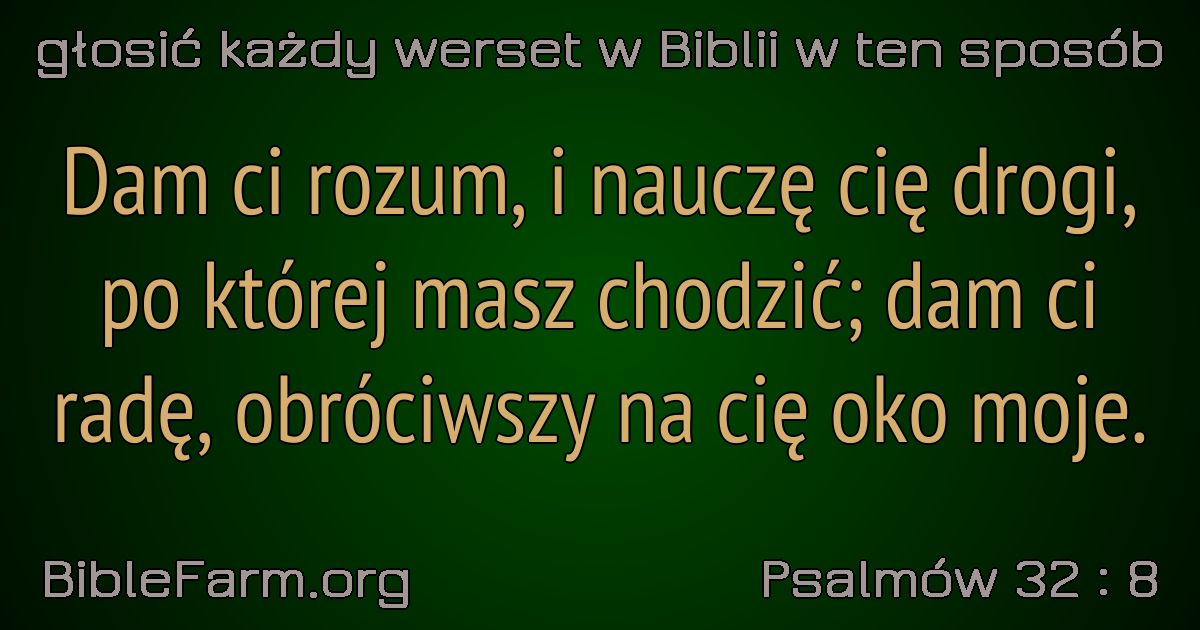 głosić każdy werset w Biblii w ten sposób
Dam ci rozum, i nauczę cię drogi,
po której masz chodzić; dam ci
radę, obróciwszy na cię oko moje.
BibleFarm.org
Psalmów 32 : 8